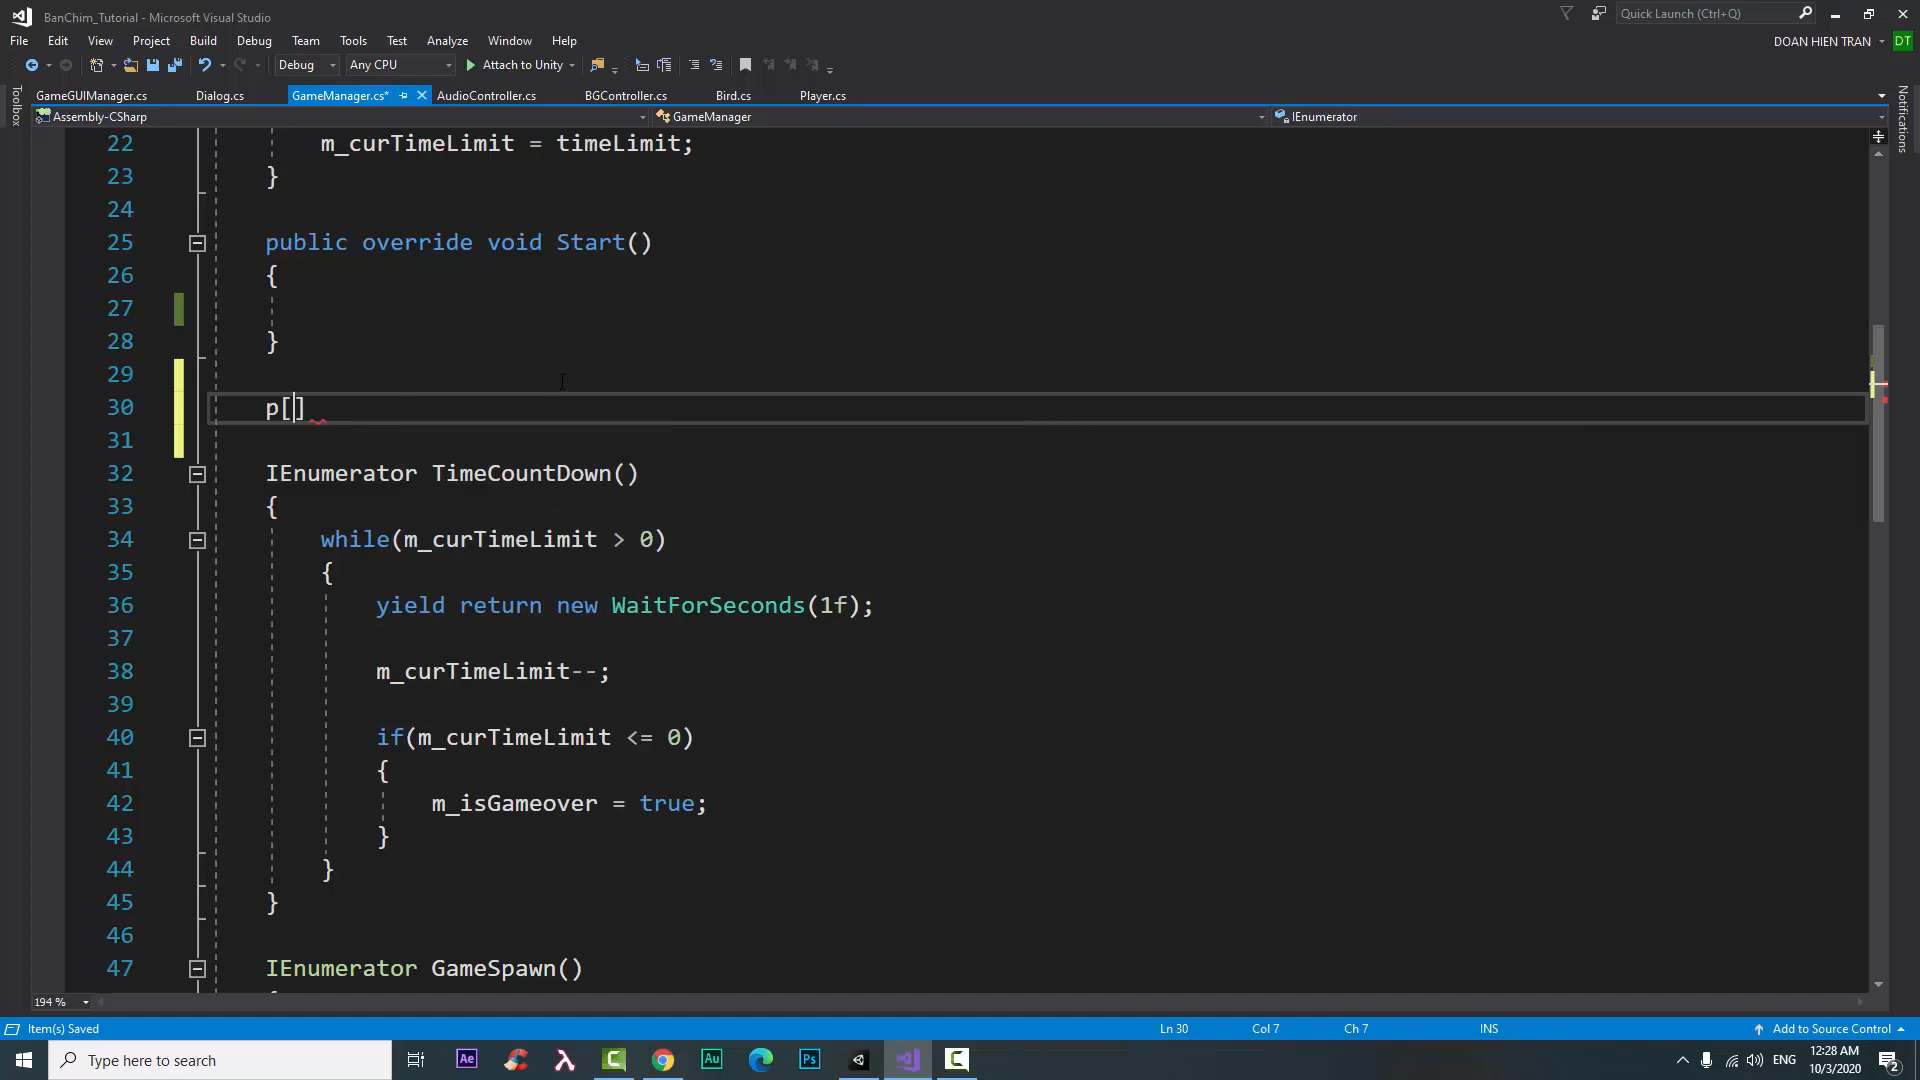 BanChim_Tutorial - Microsoft Visual Studio
Quick Launch (Ctrl+Q)
File Edit View Project Build Debug Team Tools Test Analyze Window Help
DOAN HIEN TRAN DT
Debug Any CPU Attach to Unity
Toolbox
GameGUIManager.cs Dialog.cs GameManager.cs* AudioController.cs BGController.cs Bird.cs Player.cs
Notifications
Assembly-CSharp GameManager IEnumerator
22 m_curTimeLimit = timeLimit;
23 }
24
25 public override void Start()
26 {
27
28 }
29
30 p[]
31
32 IEnumerator TimeCountDown()
33 {
34 while(m_curTimeLimit > 0)
35 {
36 yield return new WaitForSeconds(1f);
37
38 m_curTimeLimit--;
39
40 if(m_curTimeLimit <= 0)
41 {
42 m_isGameover = true;
43 }
44 }
45 }
46
47 IEnumerator GameSpawn()
194 %
Item(s) Saved Ln 30 Col 7 Ch 7 INS Add to Source Control
Type here to search Ae Au Ps ENG 12:28 AM
10/3/2020 2